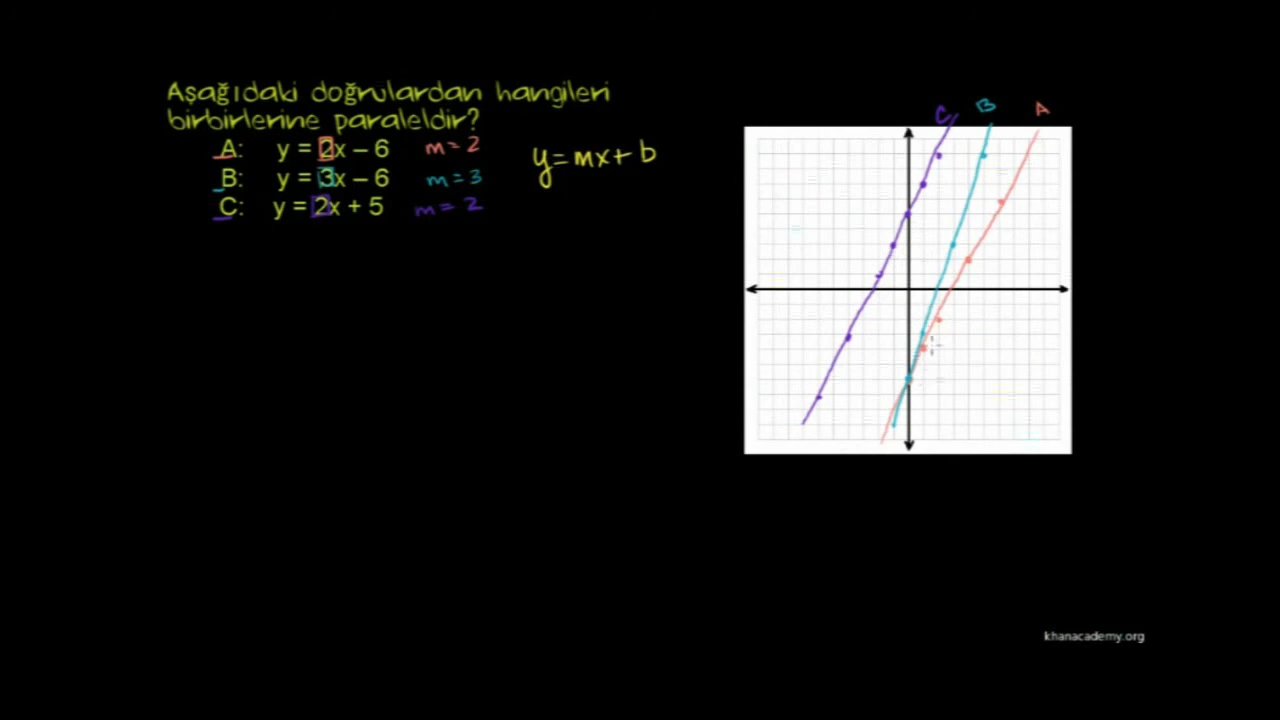 Aşağıdaki doğrulardan hangileri
birbirlerine paraleldir?
A: y = 2x – 6 m = 2
B: y = 3x – 6 m = 3
C: y = 2x + 5 m = 2
y = mx + b
C B A
khanacademy.org